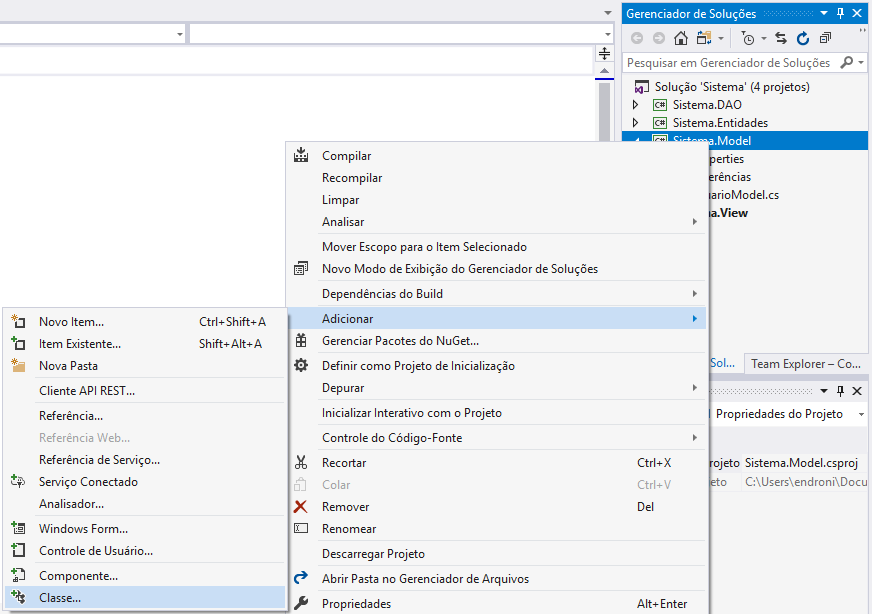 Gerenciador de Soluções
Pesquisar em Gerenciador de Soluções
Solução 'Sistema' (4 projetos)
C# Sistema.DAO
C# Sistema.Entidades
C# Sistema.Model
perties
erências
uarioModel.cs
a.View
Compilar
Recompilar
Limpar
Analisar
Mover Escopo para o Item Selecionado
Novo Modo de Exibição do Gerenciador de Soluções
Dependências do Build
Adicionar
Gerenciar Pacotes do NuGet...
Definir como Projeto de Inicialização
Depurar
Inicializar Interativo com o Projeto
Controle do Código-Fonte
Recortar Ctrl+X
Colar Ctrl+V
Remover Del
Renomear
Descarregar Projeto
Abrir Pasta no Gerenciador de Arquivos
Propriedades Alt+Enter
Novo Item... Ctrl+Shift+A
Item Existente... Shift+Alt+A
Nova Pasta
Cliente API REST...
Referência...
Referência Web...
Referência de Serviço...
Serviço Conectado
Analisador...
Windows Form...
Controle de Usuário...
Componente...
Classe...
Sol... Team Explorer – Co...
Propriedades do Projeto
rojeto Sistema.Model.csproj
eto C:\Users\endroni\Docu